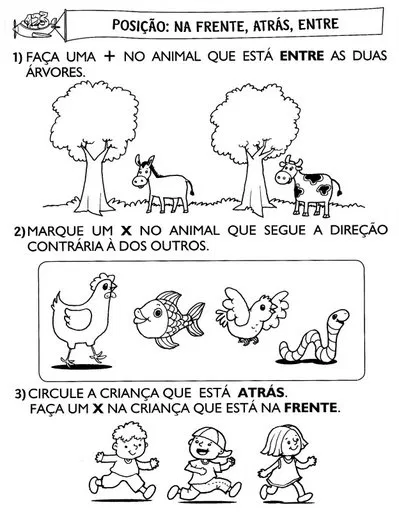 POSIÇÃO: NA FRENTE, ATRÁS, ENTRE
1) FAÇA UMA + NO ANIMAL QUE ESTÁ ENTRE AS DUAS
ÁRVORES.
2) MARQUE UM X NO ANIMAL QUE SEGUE A DIREÇÃO
CONTRÁRIA À DOS OUTROS.
3) CIRCULE A CRIANÇA QUE ESTÁ ATRÁS.
FAÇA UM X NA CRIANÇA QUE ESTÁ NA FRENTE.